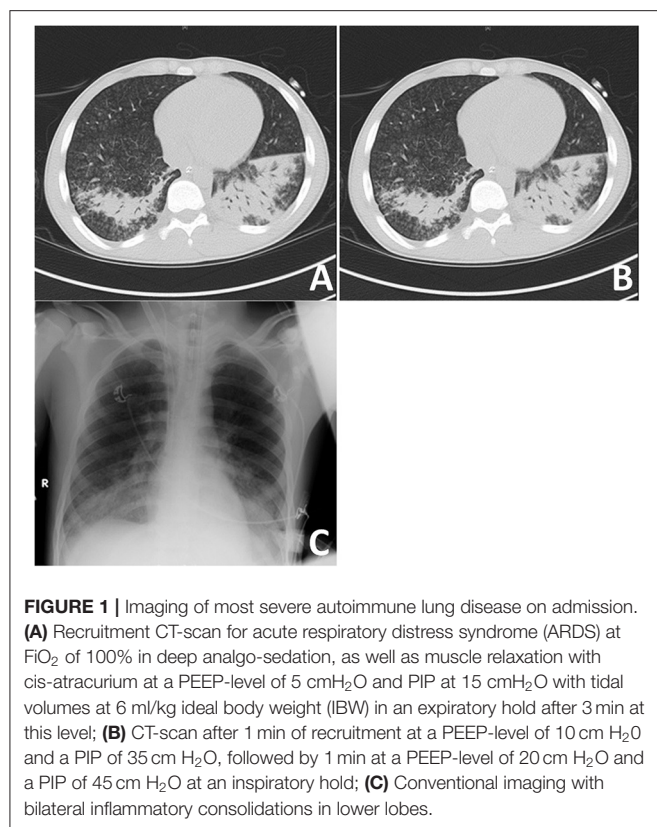 A
B
R
C
FIGURE 1 | Imaging of most severe autoimmune lung disease on admission.
(A) Recruitment CT-scan for acute respiratory distress syndrome (ARDS) at
FiO₂ of 100% in deep analgo-sedation, as well as muscle relaxation with
cis-atracurium at a PEEP-level of 5 cmH₂O and PIP at 15 cmH₂O with tidal
volumes at 6 ml/kg ideal body weight (IBW) in an expiratory hold after 3 min at
this level; (B) CT-scan after 1 min of recruitment at a PEEP-level of 10 cm H₂0
and a PIP of 35 cm H₂O, followed by 1 min at a PEEP-level of 20 cm H₂O and
a PIP of 45 cm H₂O at an inspiratory hold; (C) Conventional imaging with
bilateral inflammatory consolidations in lower lobes.